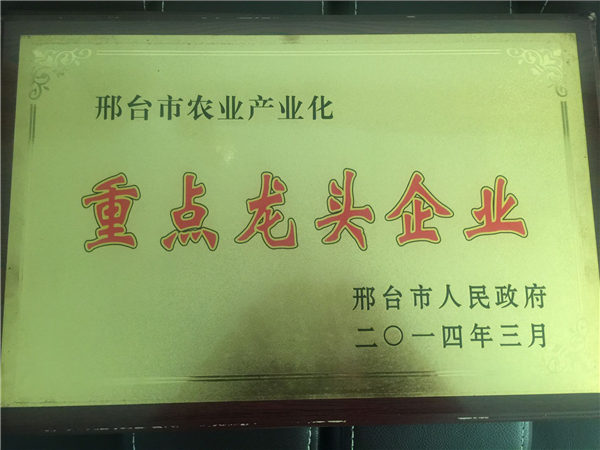 邢台市农业产业化
重点龙头企业
邢台市人民政府
二〇一四年三月